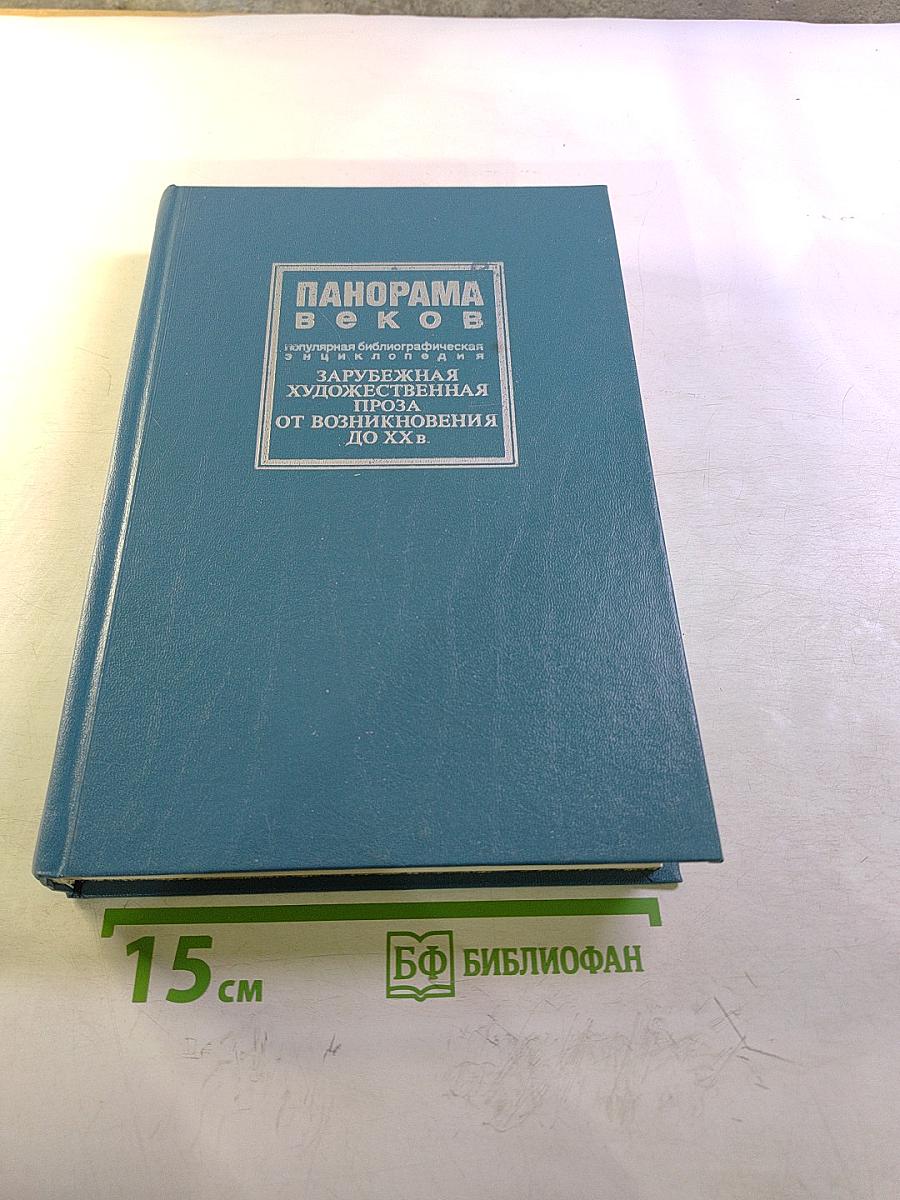 ПАНОРАМА
веков
популярная библиографическая
энциклопедия
ЗАРУБЕЖНАЯ
ХУДОЖЕСТВЕННАЯ
ПРОЗА
ОТ ВОЗНИКНОВЕНИЯ
ДО XX в.
15 см
БФ БИБЛИОФАН